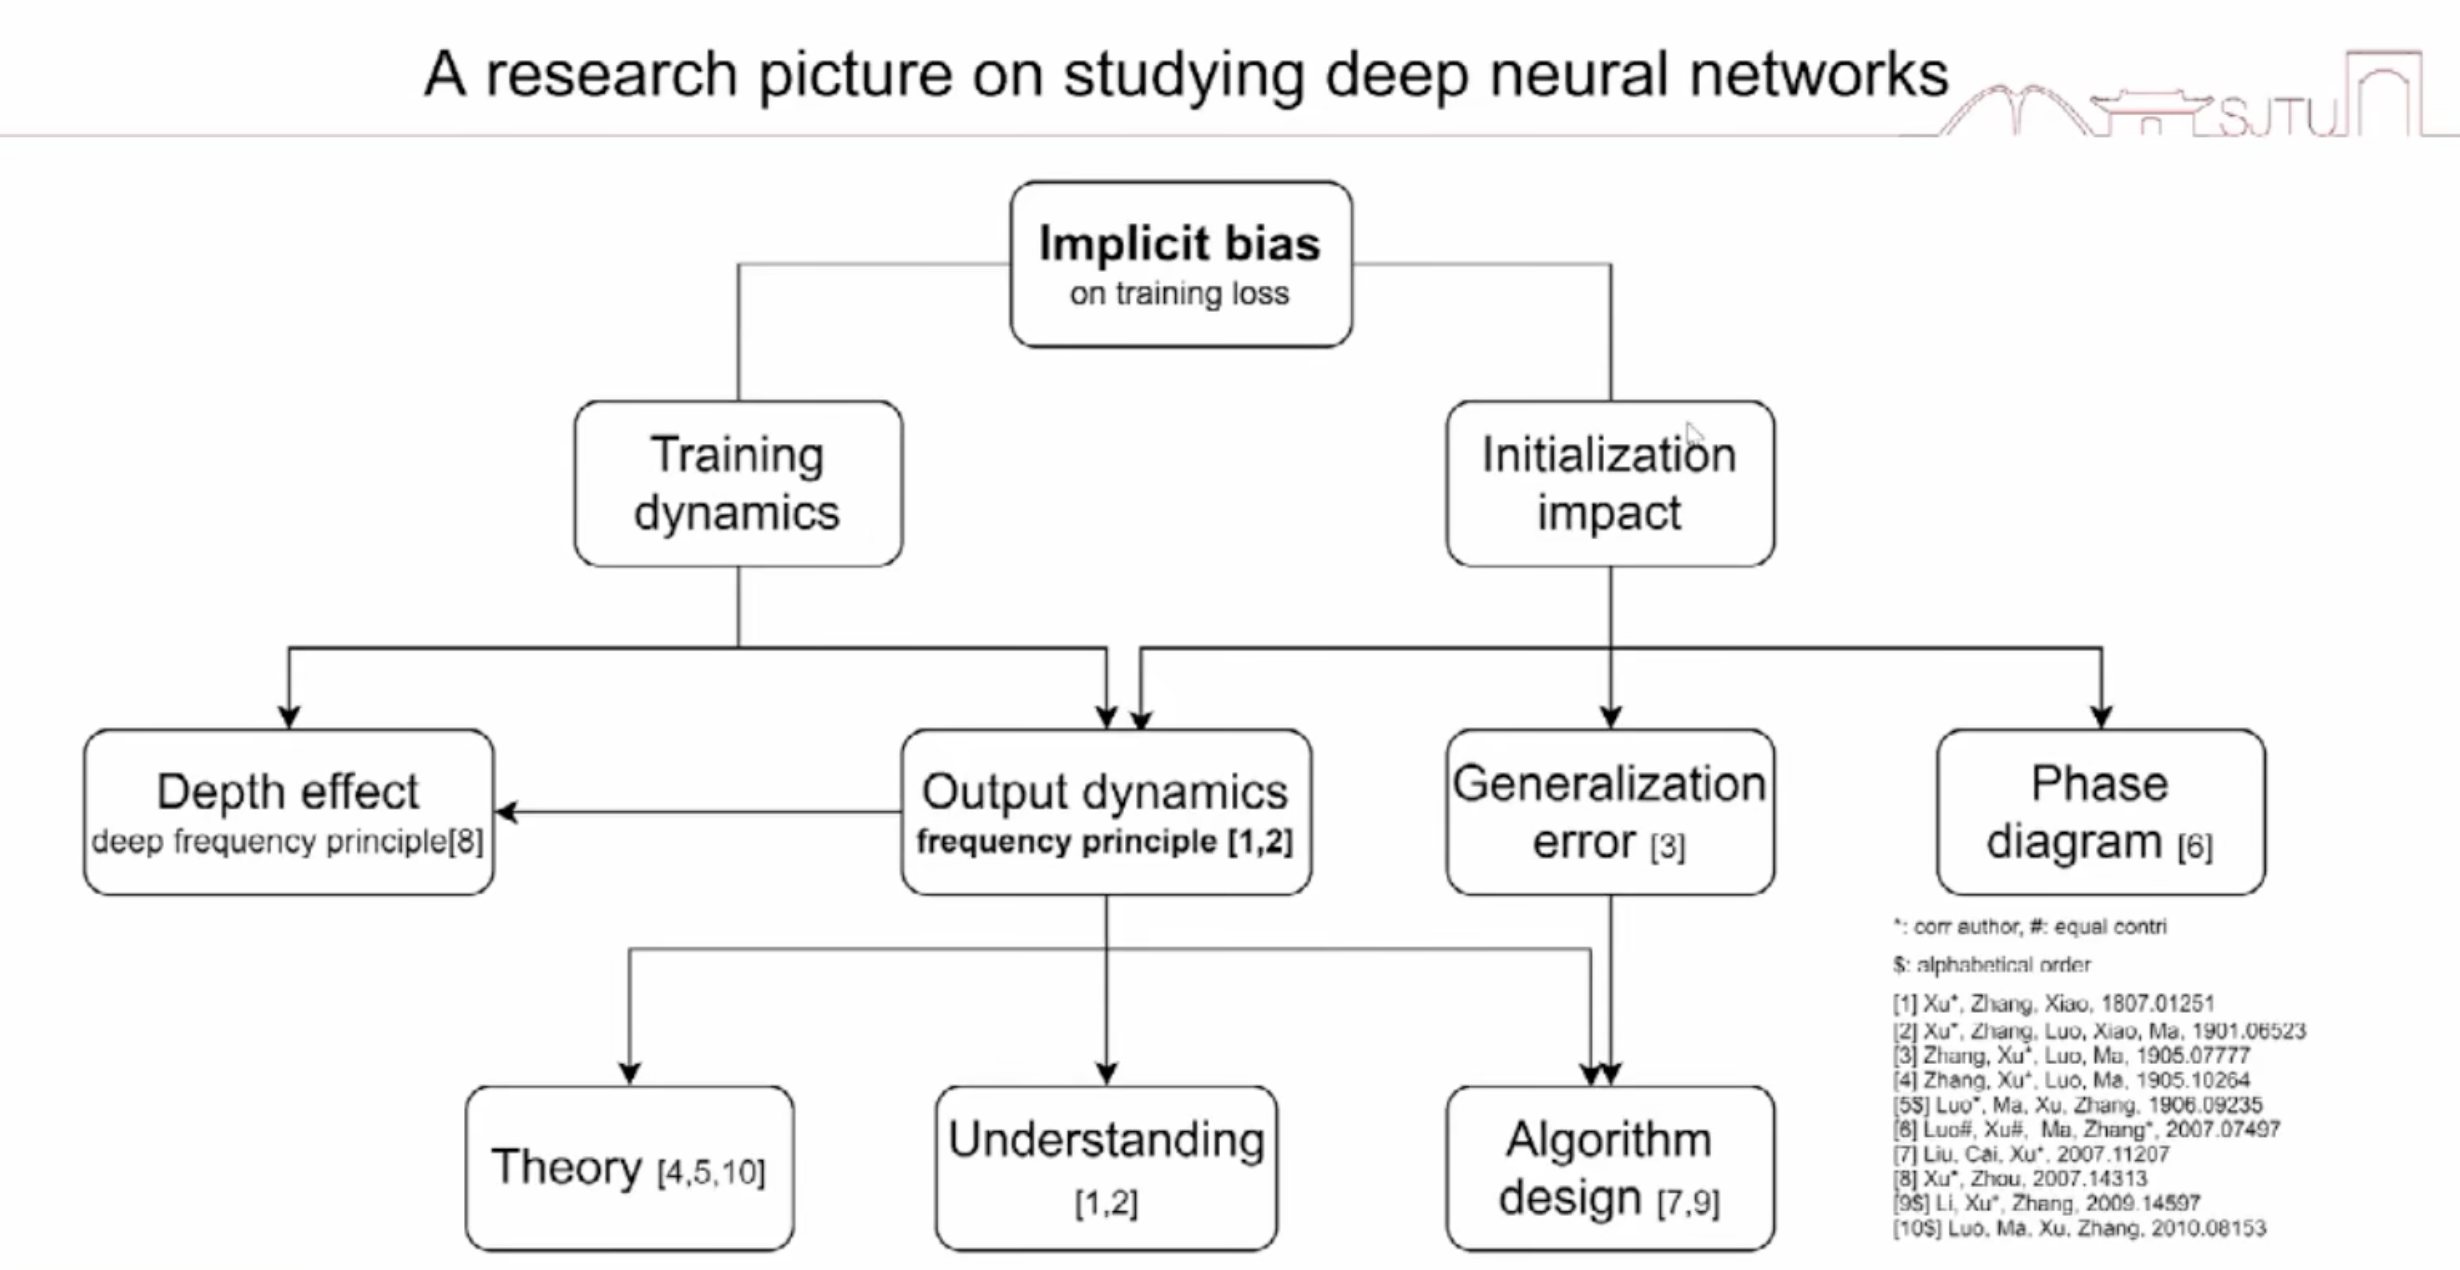 A research picture on studying deep neural networks
SJTU
Implicit bias
on training loss
Training
dynamics
Initialization
impact
Depth effect
deep frequency principle[8]
Output dynamics
frequency principle [1,2]
Generalization
error [3]
Phase
diagram [6]
Theory [4,5,10]
Understanding
[1,2]
Algorithm
design [7,9]
*: corr author, #: equal contri
$: alphabetical order
[1] Xu*, Zhang, Xiao, 1807.01251
[2] Xu*, Zhang, Luo, Xiao, Ma, 1901.06523
[3] Zhang, Xu*, Luo, Ma, 1905.07777
[4] Zhang, Xu*, Luo, Ma, 1905.10264
[5$] Luo*, Ma, Xu, Zhang, 1906.09235
[6] Luo#, Xu#, Ma, Zhang*, 2007.07497
[7] Liu, Cai, Xu*, 2007.11207
[8] Xu*, Zhou, 2007.14313
[9$] Li, Xu*, Zhang, 2009.14597
[10$] Luo, Ma, Xu, Zhang, 2010.08153